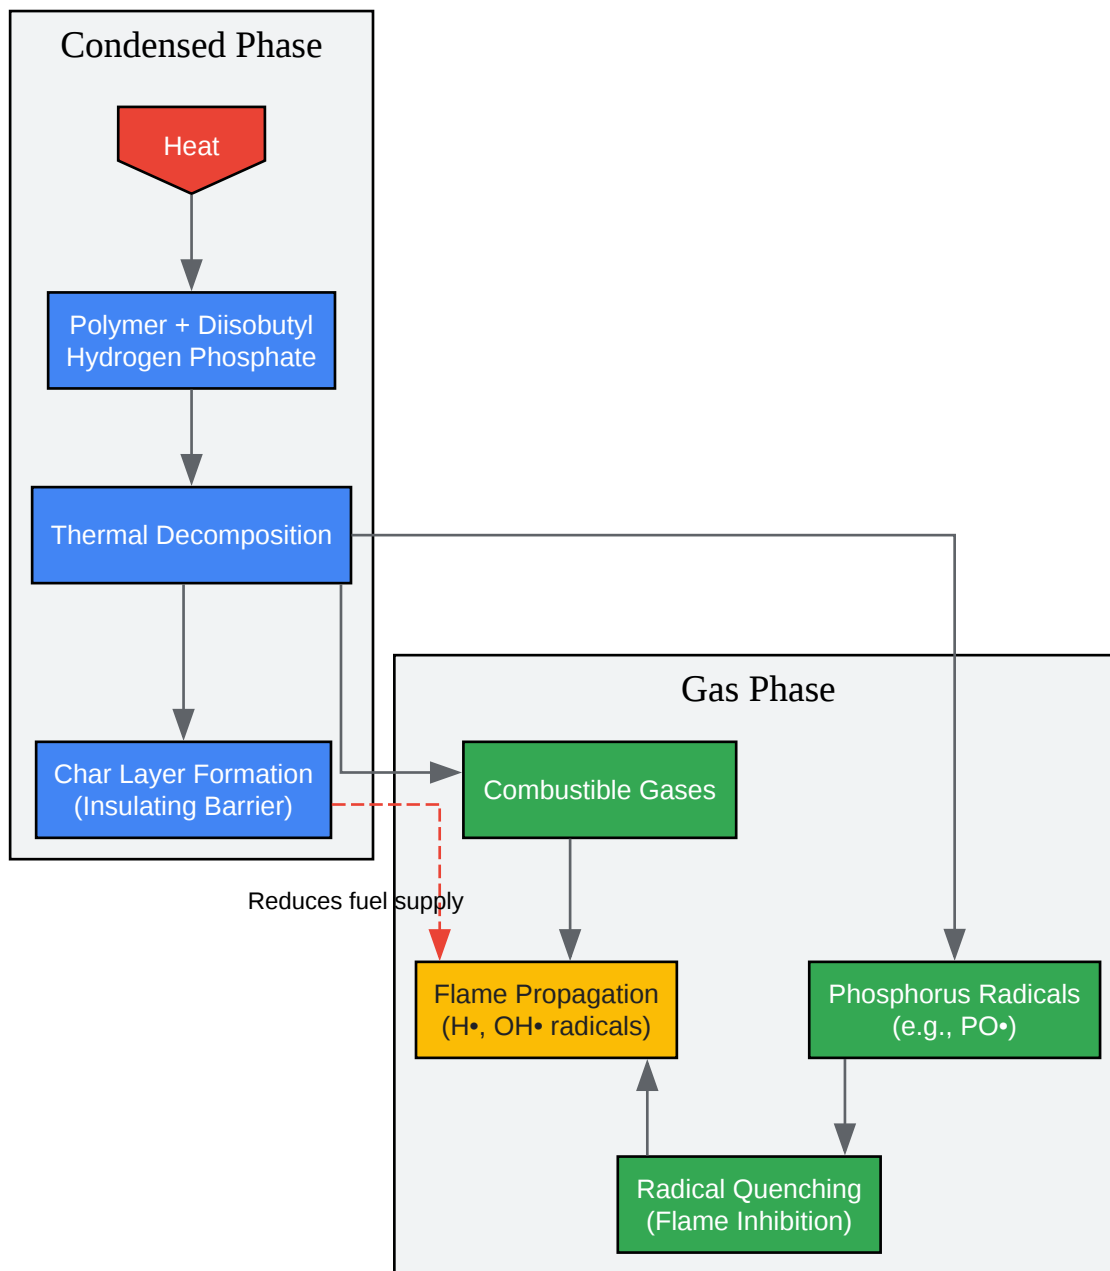 Condensed Phase
Heat
Polymer + Diisobutyl
Hydrogen Phosphate
Thermal Decomposition
Char Layer Formation
(Insulating Barrier)
Reduces fuel supply
Gas Phase
Combustible Gases
Flame Propagation
(H•, OH• radicals)
Phosphorus Radicals
(e.g., PO•)
Radical Quenching
(Flame Inhibition)